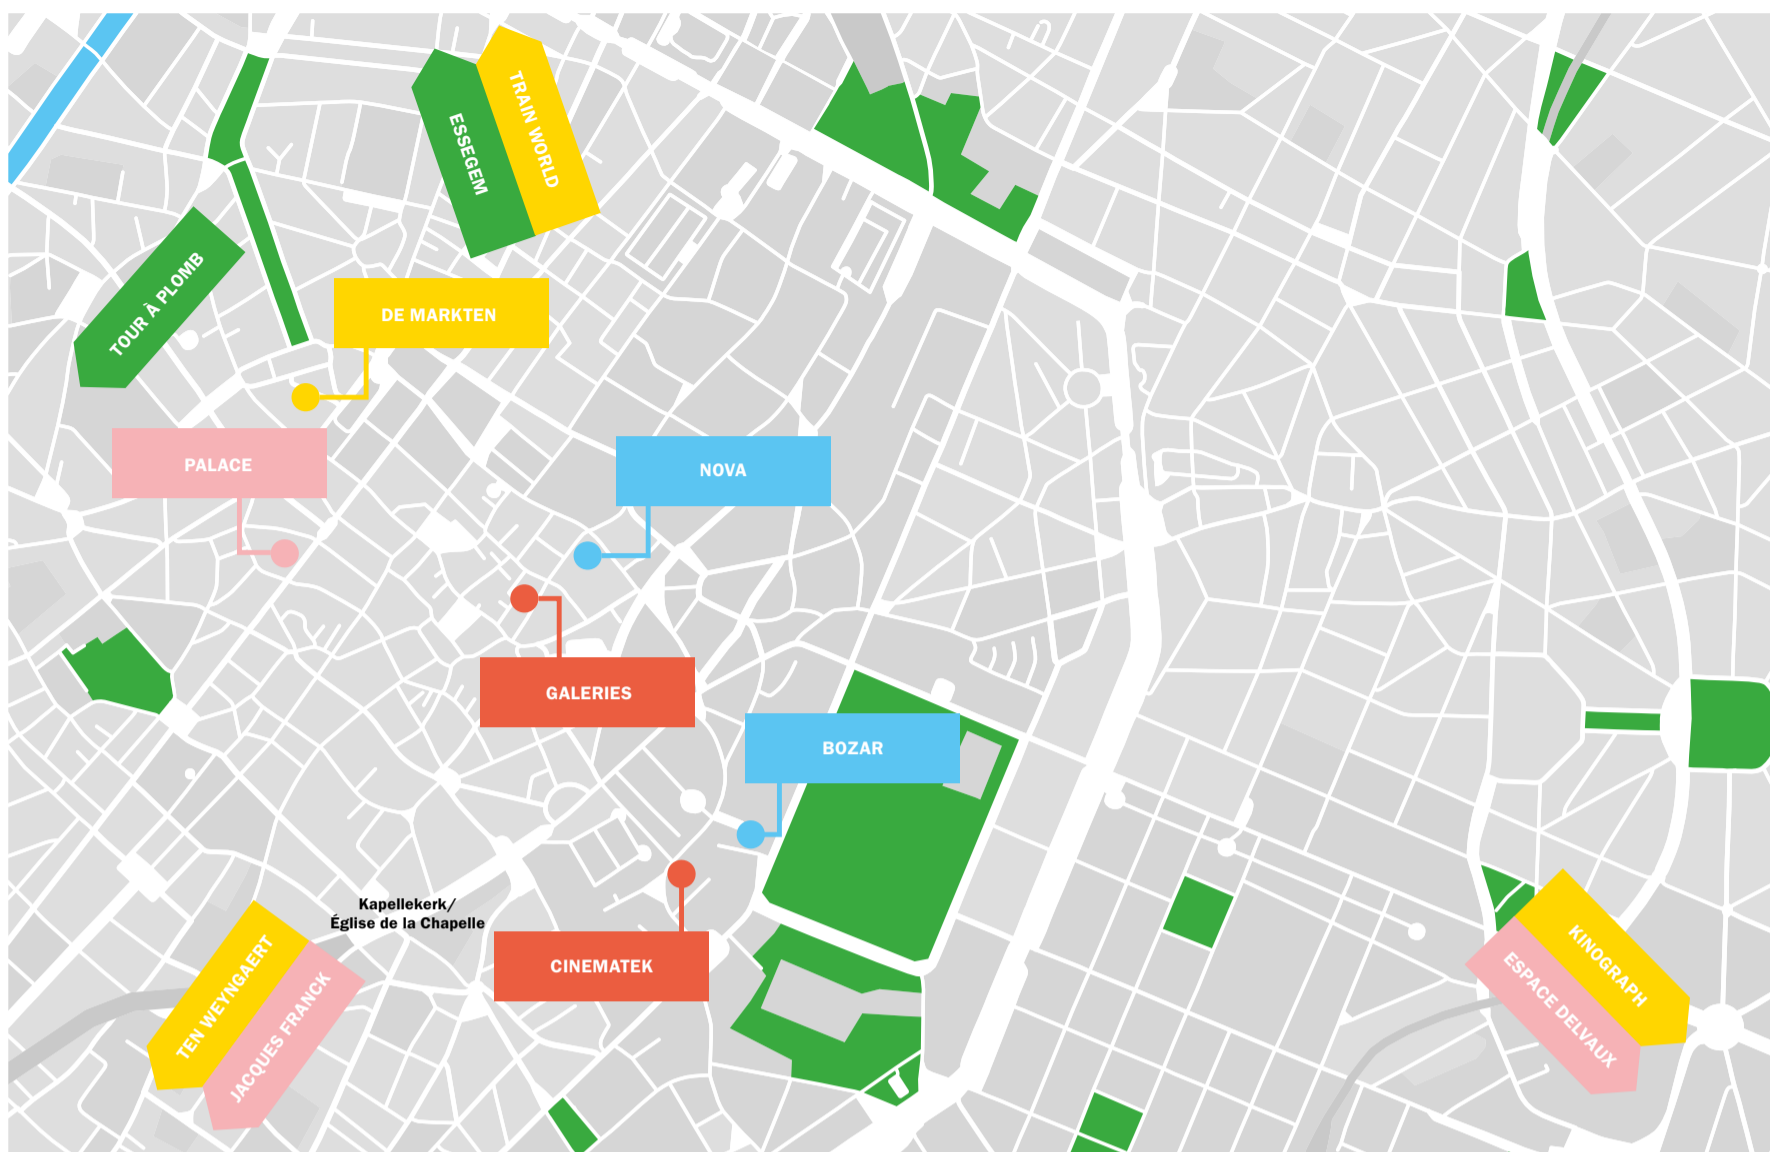 TRAIN WORLD
ESSEGEM
TOUR À PLOMB
DE MARKTEN
PALACE
NOVA
GALERIES
BOZAR
Kapellekerk/
Église de la Chapelle
CINEMATEK
TEN WEYNGAERT
JACQUES FRANCK
KINOGRAPH
ESPACE DELVAUX